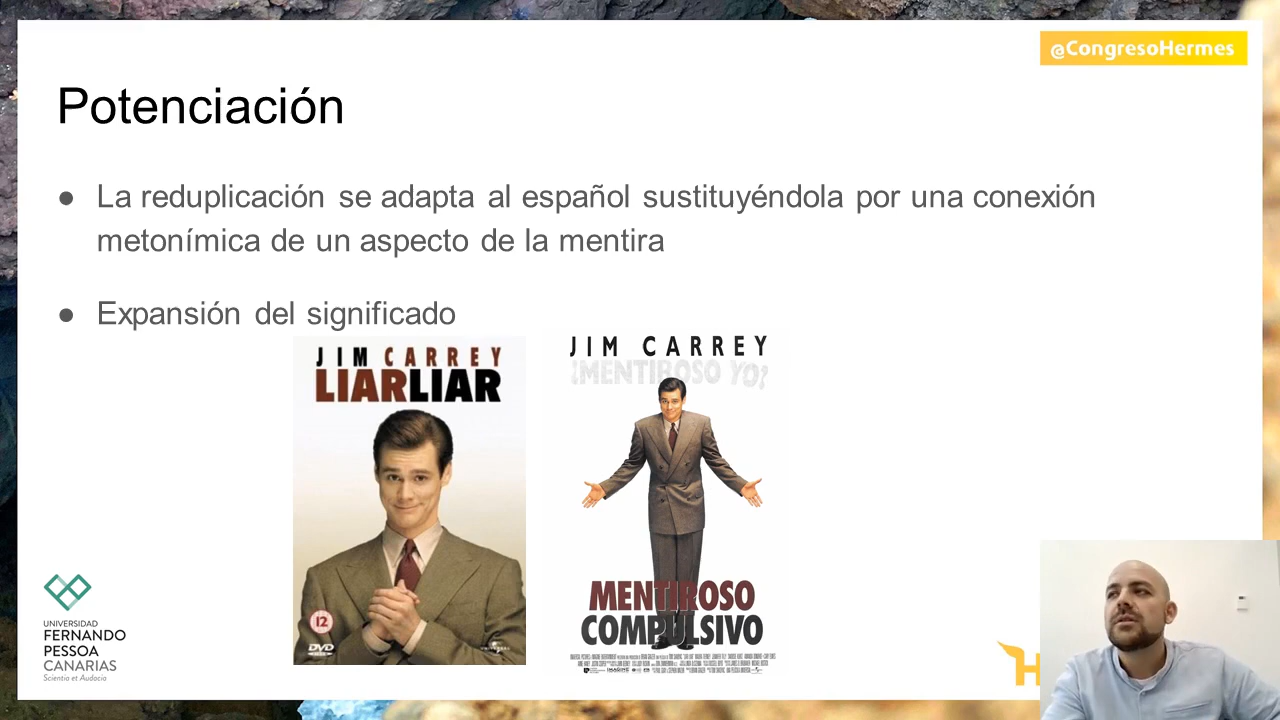 @CongresoHermes
Potenciación
● La reduplicación se adapta al español sustituyéndola por una conexión
metonímica de un aspecto de la mentira
● Expansión del significado
JIM CARREY
LIARLIAR
12
DVD
UNIVERSAL
JIM CARREY
¿MENTIROSO YO?
MENTIROSO
COMPULSIVO
UNIVERSIDAD
FERNANDO
PESSOA
CANARIAS
Scientia et Audacia